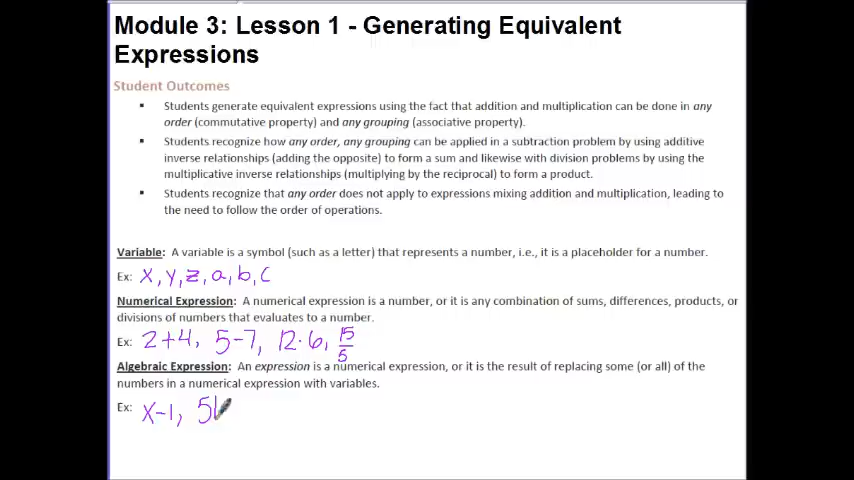 Module 3: Lesson 1 - Generating Equivalent
Expressions
Student Outcomes
▪ Students generate equivalent expressions using the fact that addition and multiplication can be done in any
order (commutative property) and any grouping (associative property).
▪ Students recognize how any order, any grouping can be applied in a subtraction problem by using additive
inverse relationships (adding the opposite) to form a sum and likewise with division problems by using the
multiplicative inverse relationships (multiplying by the reciprocal) to form a product.
▪ Students recognize that any order does not apply to expressions mixing addition and multiplication, leading to
the need to follow the order of operations.
Variable: A variable is a symbol (such as a letter) that represents a number, i.e., it is a placeholder for a number.
Ex: x, y, z, a, b, c
Numerical Expression: A numerical expression is a number, or it is any combination of sums, differences, products, or
divisions of numbers that evaluates to a number.
Ex: 2+4, 5-7, 12·6, 15/5
Algebraic Expression: An expression is a numerical expression, or it is the result of replacing some (or all) of the
numbers in a numerical expression with variables.
Ex: x-1, 5